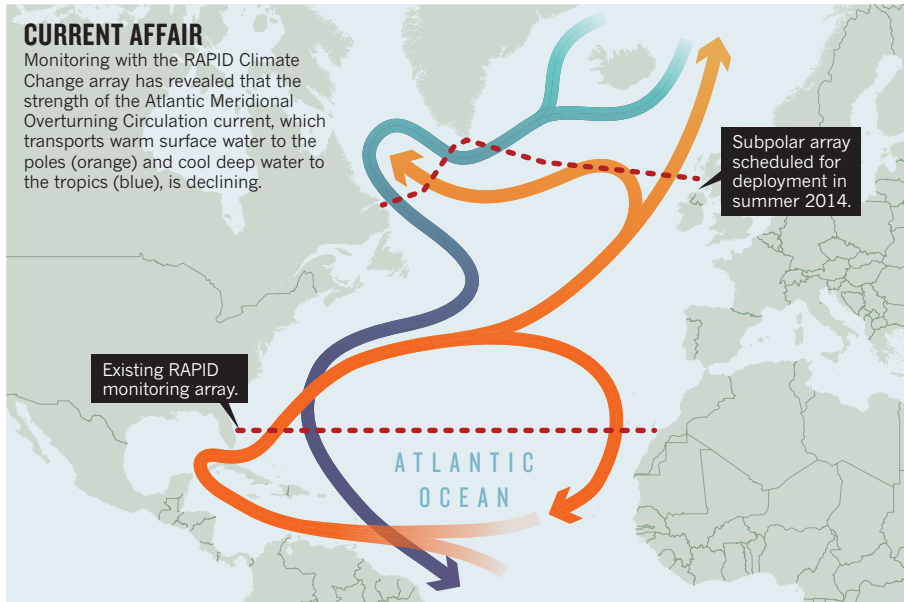 CURRENT AFFAIR
Monitoring with the RAPID Climate
Change array has revealed that the
strength of the Atlantic Meridional
Overturning Circulation current, which
transports warm surface water to the
poles (orange) and cool deep water to
the tropics (blue), is declining.
Subpolar array
scheduled for
deployment in
summer 2014.
Existing RAPID
monitoring array.
ATLANTIC
OCEAN